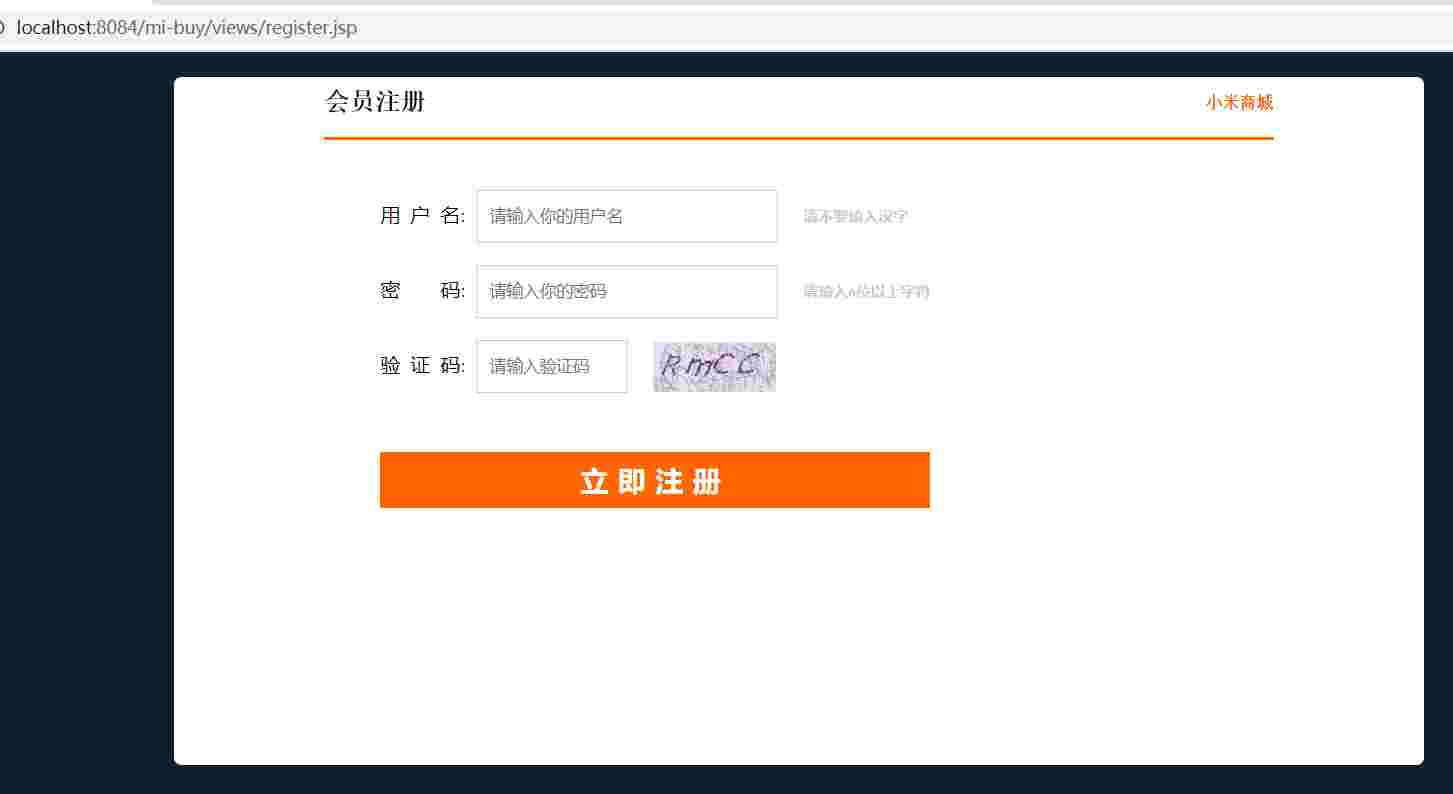 localhost:8084/mi-buy/views/register.jsp
会员注册
小米商城
用 户 名:
请输入你的用户名
请不要输入汉字
密 码:
请输入你的密码
请输入6位以上字符
验 证 码:
请输入验证码
RmCC
立 即 注 册